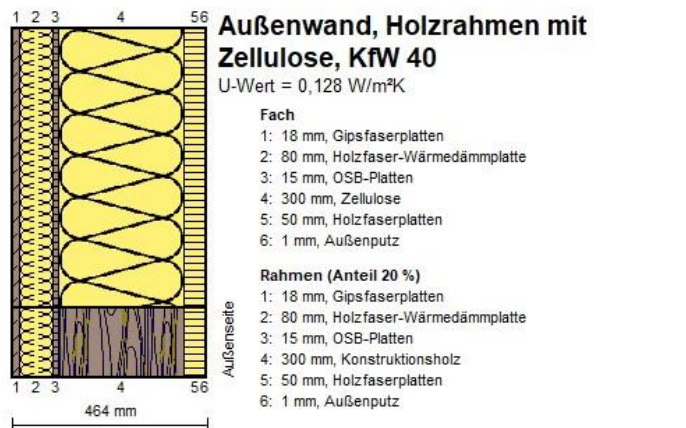 1 2 3 4 56
Außenwand, Holzrahmen mit
Zellulose, KfW 40
U-Wert = 0,128 W/m²K
Fach
1: 18 mm, Gipsfaserplatten
2: 80 mm, Holzfaser-Wärmedämmplatte
3: 15 mm, OSB-Platten
4: 300 mm, Zellulose
5: 50 mm, Holzfaserplatten
6: 1 mm, Außenputz
Rahmen (Anteil 20 %)
1: 18 mm, Gipsfaserplatten
2: 80 mm, Holzfaser-Wärmedämmplatte
3: 15 mm, OSB-Platten
4: 300 mm, Konstruktionsholz
5: 50 mm, Holzfaserplatten
6: 1 mm, Außenputz
Außenseite
1 2 3 4 56
464 mm